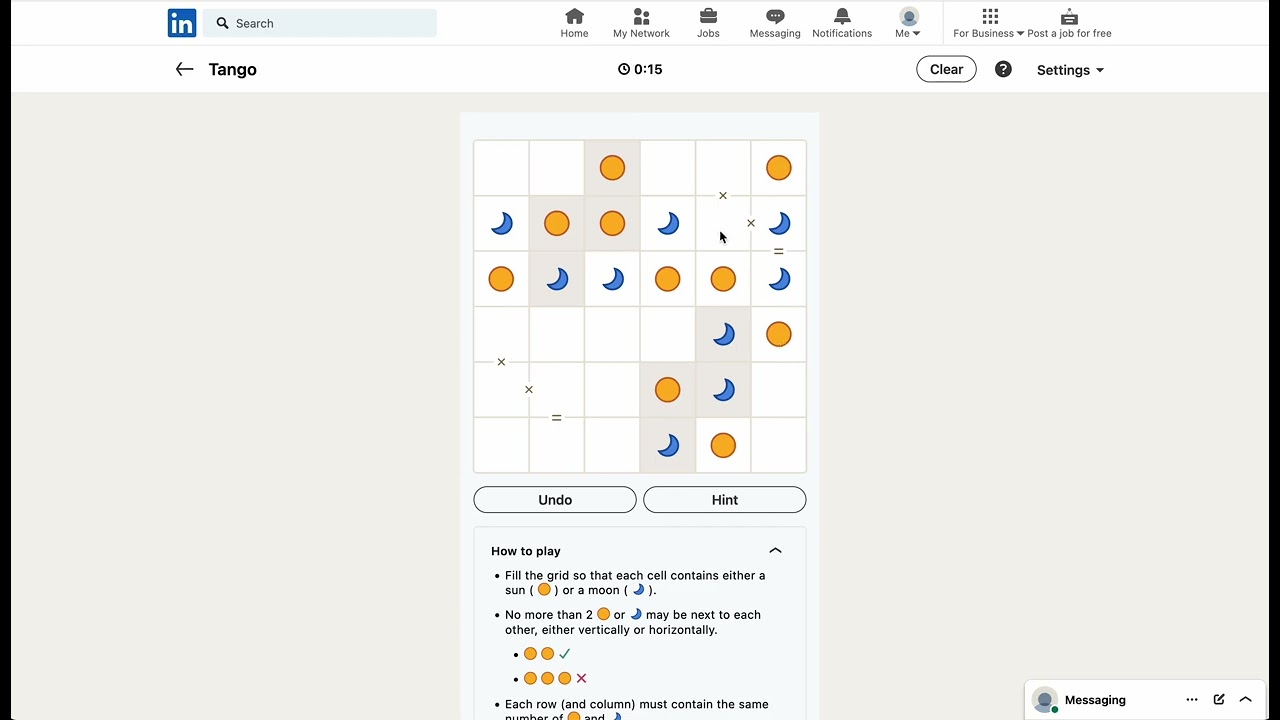 in
Search
Home
My Network
Jobs
Messaging
Notifications
Me
For Business
Post a job for free
Tango
0:15
Clear
?
Settings
×
×
=
×
×
=
Undo
Hint
How to play
• Fill the grid so that each cell contains either a
sun ( ) or a moon ( ).
• No more than 2 or may be next to each
other, either vertically or horizontally.
• Each row (and column) must contain the same
number of and .
Messaging